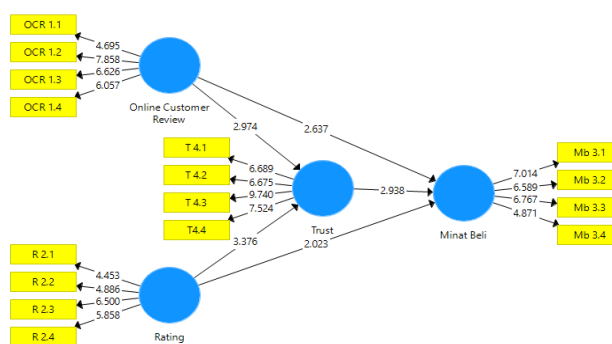 OCR 1.1
OCR 1.2
OCR 1.3
OCR 1.4
4.695
7.858
6.626
6.057
Online Customer
Review
2.974
2.637
T 4.1
T 4.2
T 4.3
T4.4
6.689
6.675
9.740
7.524
Trust
2.938
Mb 3.1
Mb 3.2
Mb 3.3
Mb 3.4
7.014
6.589
6.767
4.871
Minat Beli
3.376
2.023
R 2.1
R 2.2
R 2.3
R 2.4
4.453
4.886
6.500
5.858
Rating